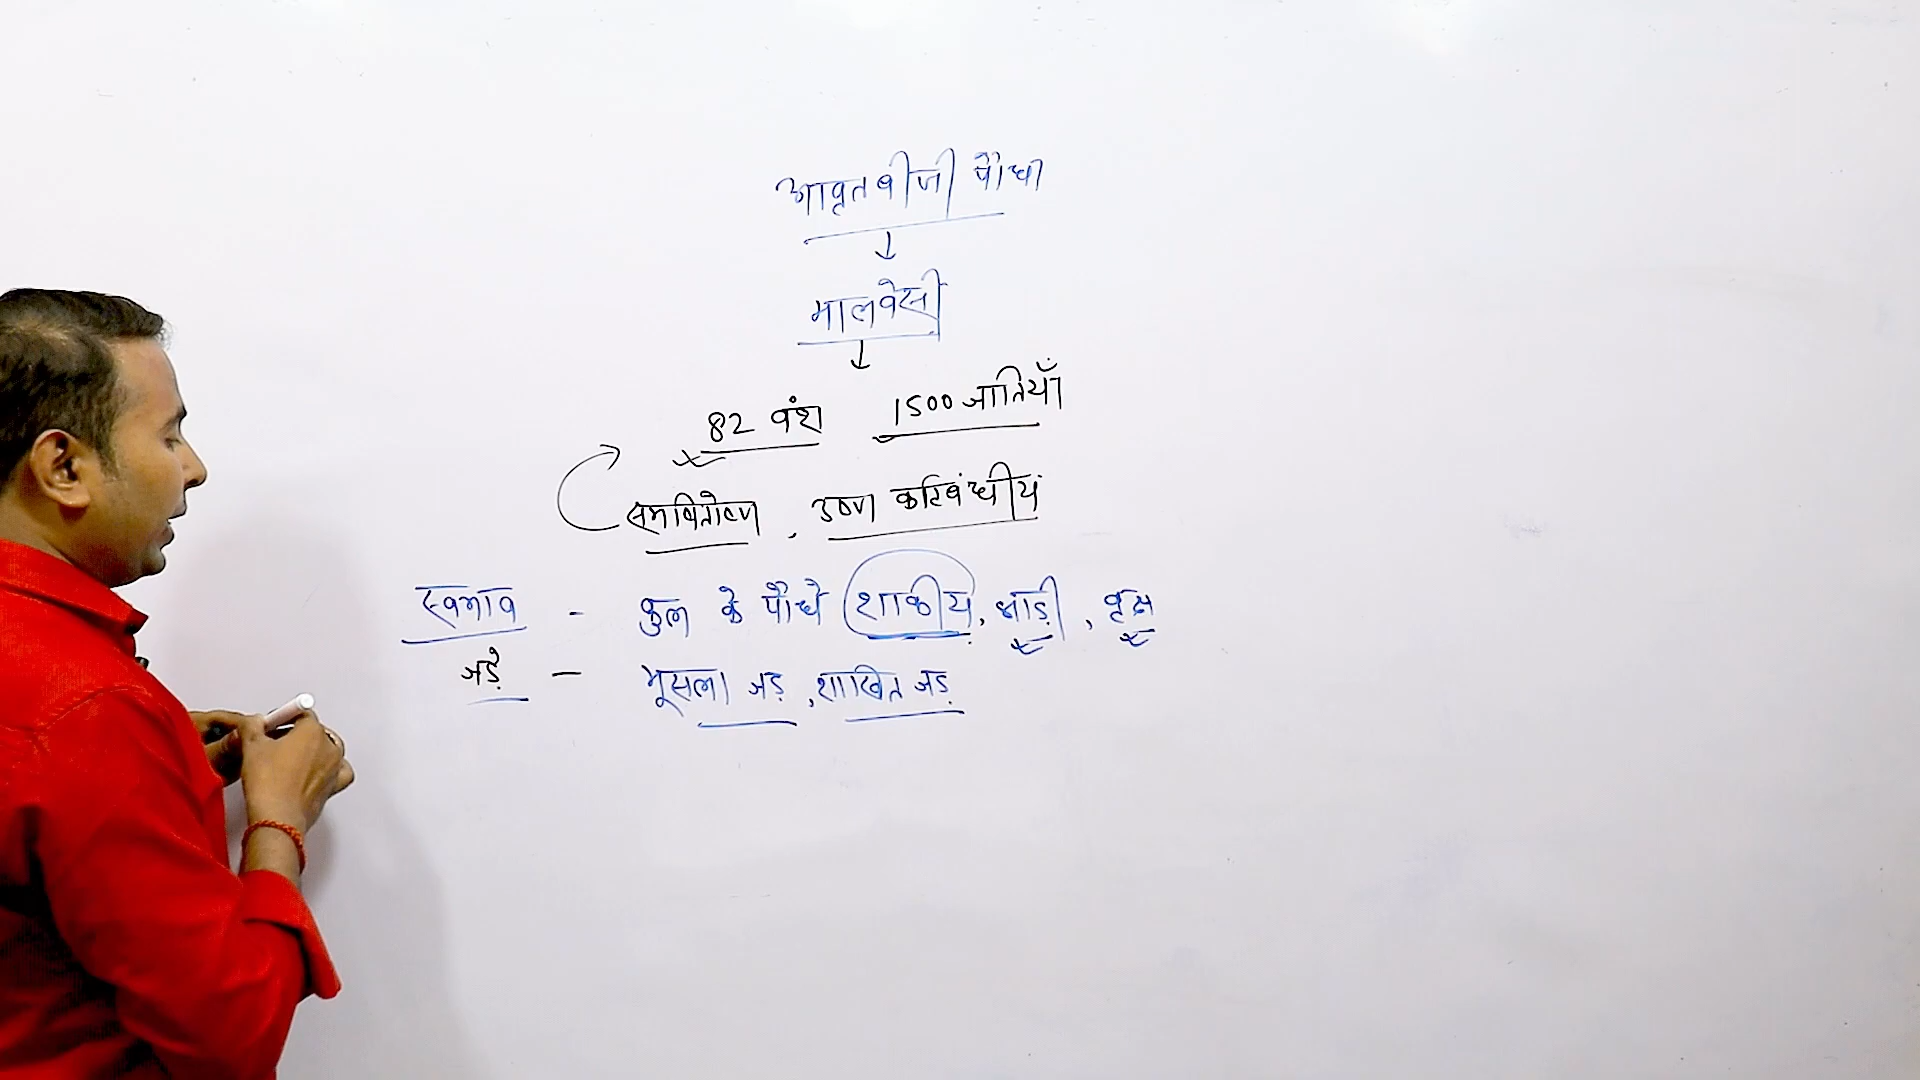 आवृतबीजी पौधा
मालवेसी
82 वंश 1500 जातियाँ
समशितोष्ण , उष्ण कटिबंधीय
स्वभाव - कुल के पौधे शाकीय, झाड़ी, वृक्ष
जड़े - मूसला जड़, शाखित जड़